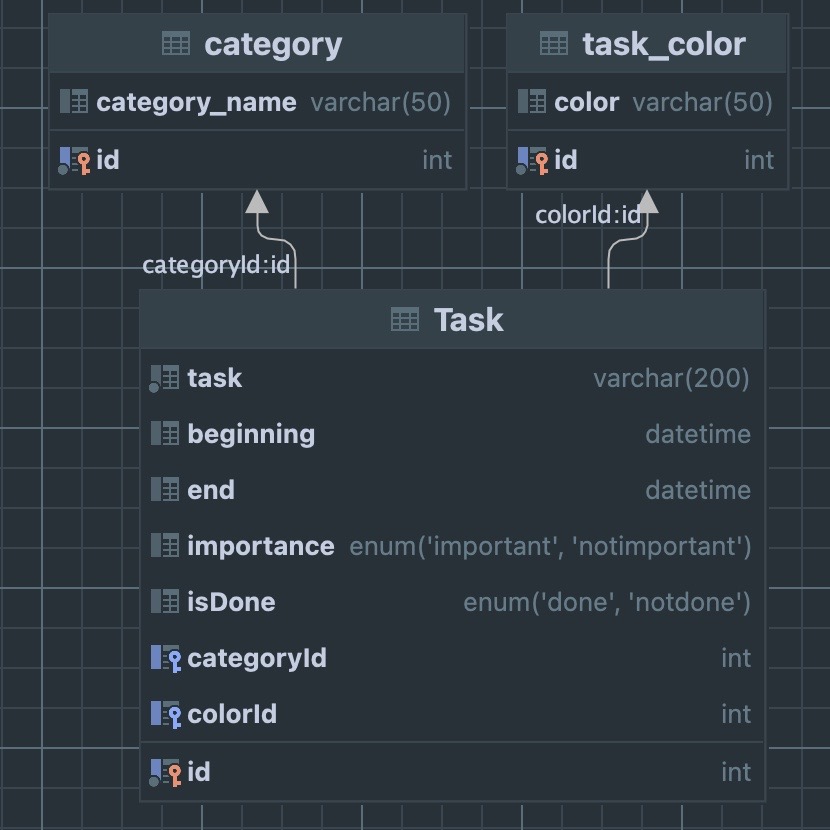 category
category_name varchar(50)
id int
task_color
color varchar(50)
id int
colorId:id
categoryId:id
Task
task varchar(200)
beginning datetime
end datetime
importance enum('important', 'notimportant')
isDone enum('done', 'notdone')
categoryId int
colorId int
id int